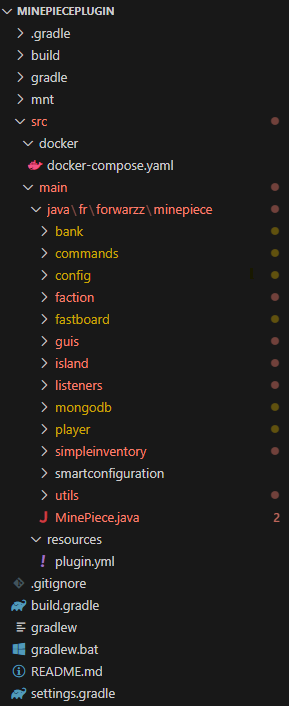 MINEPIECEPLUGIN
.gradle
build
gradle
mnt
src
docker
docker-compose.yaml
main
java\fr\forwarzz\minepiece
bank
commands
config
faction
fastboard
guis
island
listeners
mongodb
player
simpleinventory
smartconfiguration
utils
J MinePiece.java 2
resources
! plugin.yml
.gitignore
build.gradle
gradlew
gradlew.bat
README.md
settings.gradle